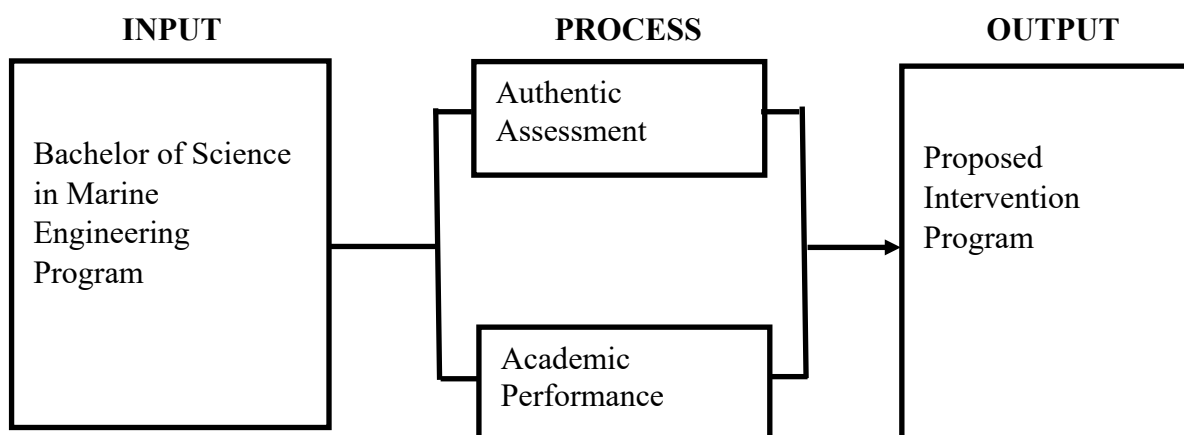 INPUT
PROCESS
OUTPUT
Bachelor of Science
in Marine
Engineering
Program
Authentic
Assessment
Academic
Performance
Proposed
Intervention
Program